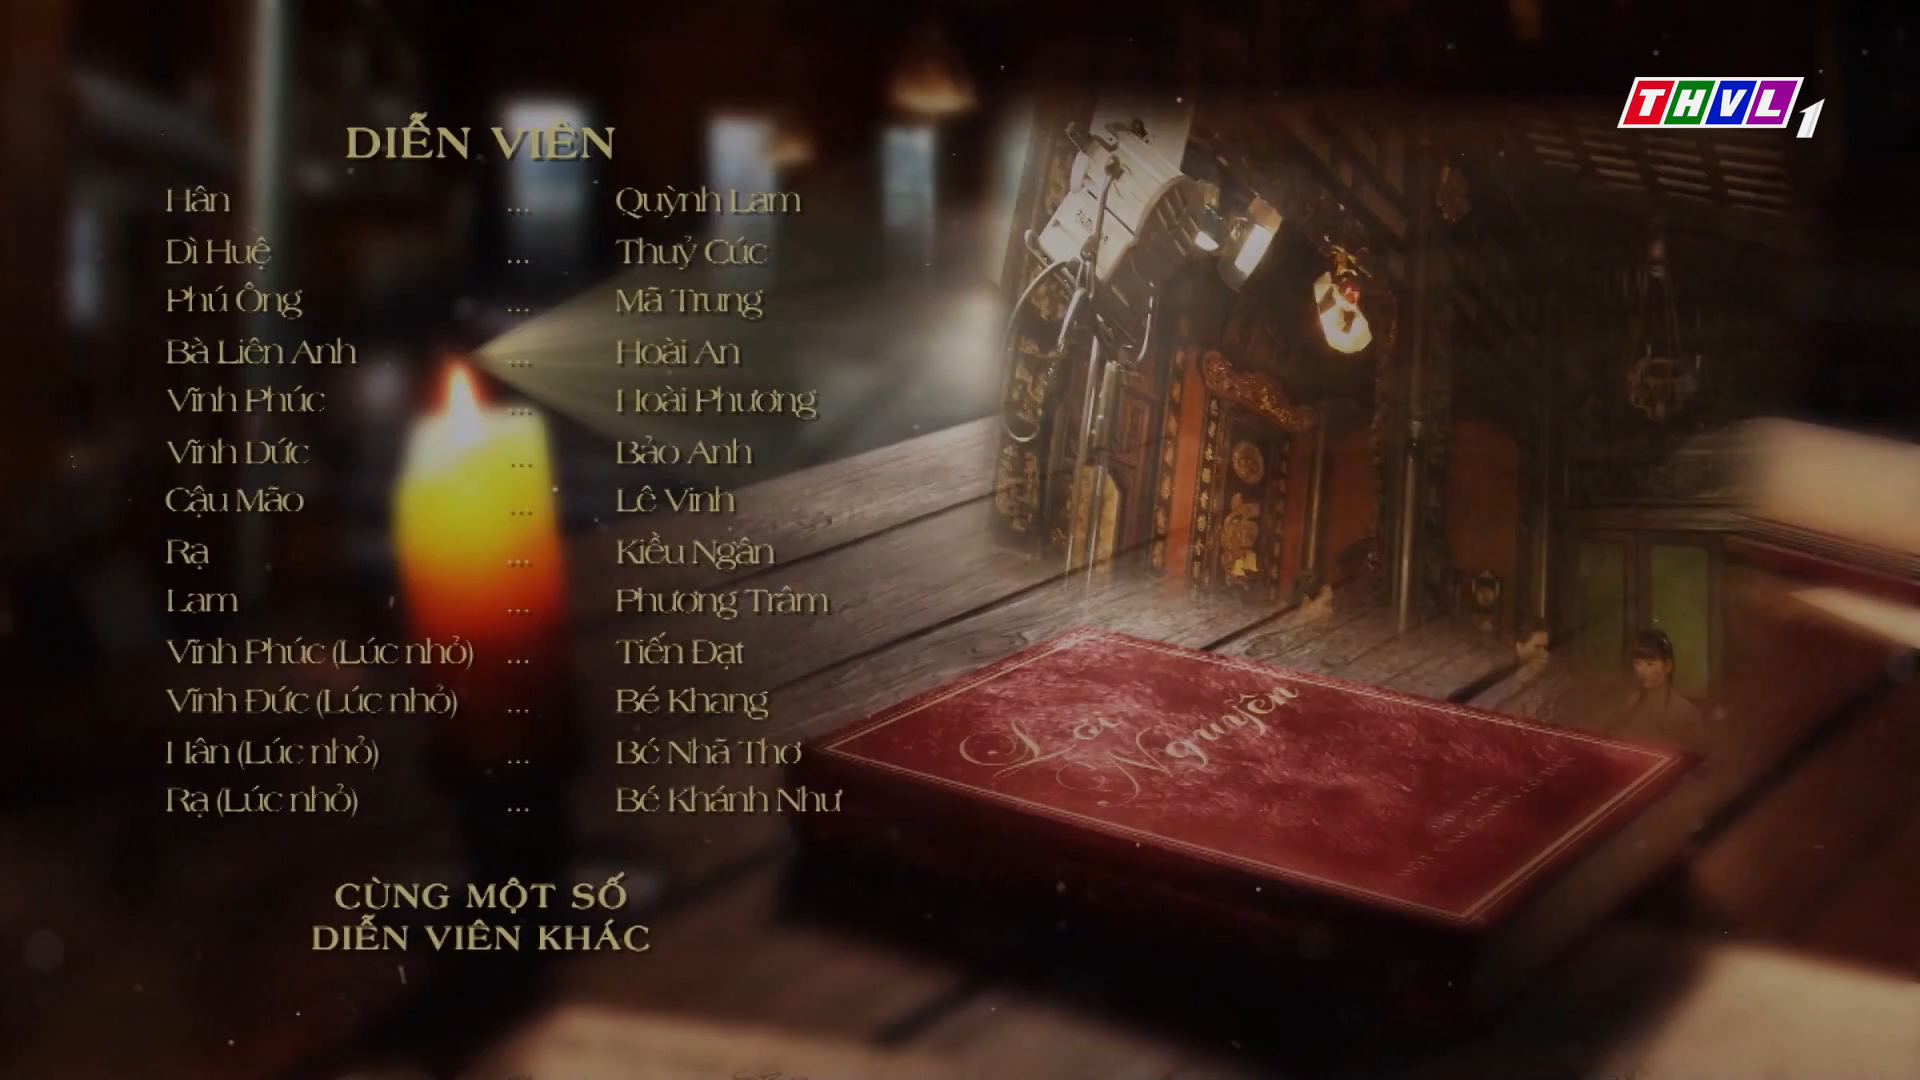 THVL1
DIỄN VIÊN
Hân ... Quỳnh Lam
Dì Huệ ... Thuỷ Cúc
Phú Ông ... Mã Trung
Bà Liên Anh ... Hoài An
Vĩnh Phúc ... Hoài Phương
Vĩnh Đức ... Bảo Anh
Cậu Mão ... Lê Vinh
Rạ ... Kiều Ngân
Lam ... Phương Trâm
Vĩnh Phúc (Lúc nhỏ) ... Tiến Đạt
Vĩnh Đức (Lúc nhỏ) ... Bé Khang
Hân (Lúc nhỏ) ... Bé Nhã Thơ
Rạ (Lúc nhỏ) ... Bé Khánh Như
CÙNG MỘT SỐ
DIỄN VIÊN KHÁC
Lời
Nguyền